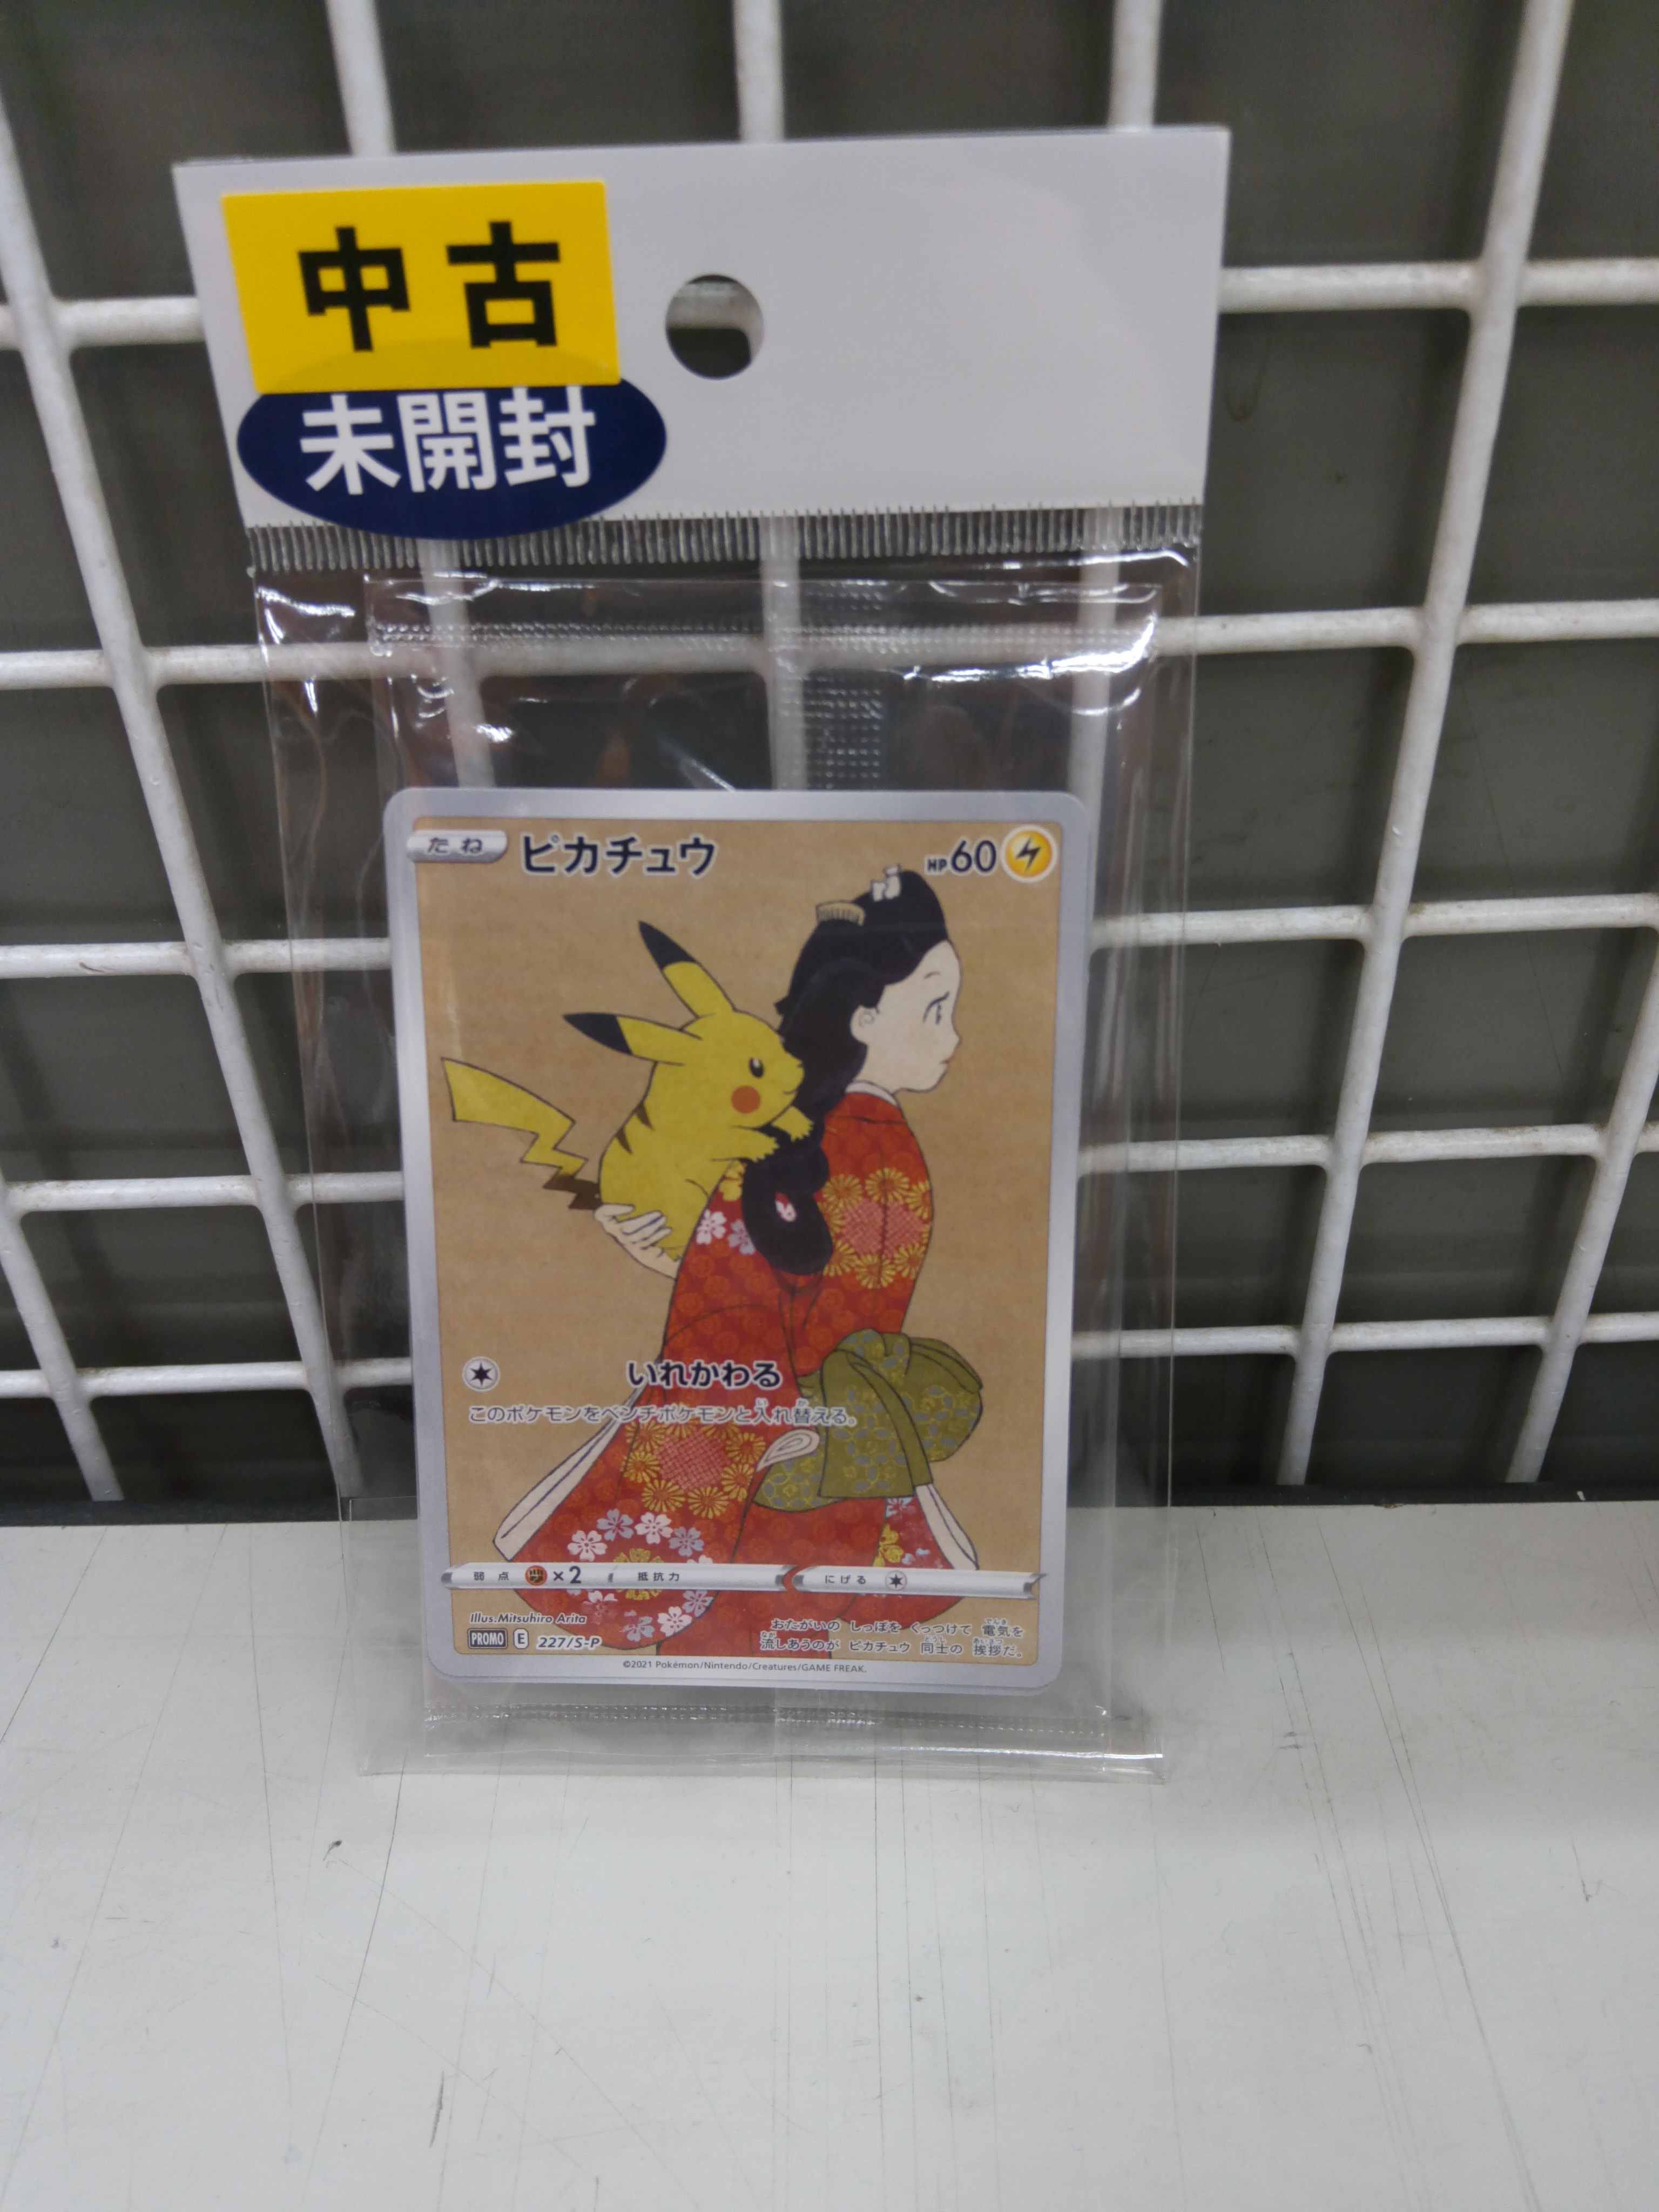 中古
未開封
たね ピカチュウ HP60
いれかわる
このポケモンをベンチポケモンと入れ替える。
弱点 ×2 抵抗力 にげる
Illus. Mitsuhiro Arita
PROMO E 227/S-P
おたがいの しっぽを くっつけて 電気を
流しあうのが ピカチュウ 同士の 挨拶だ。
©2021 Pokémon/Nintendo/Creatures/GAME FREAK.